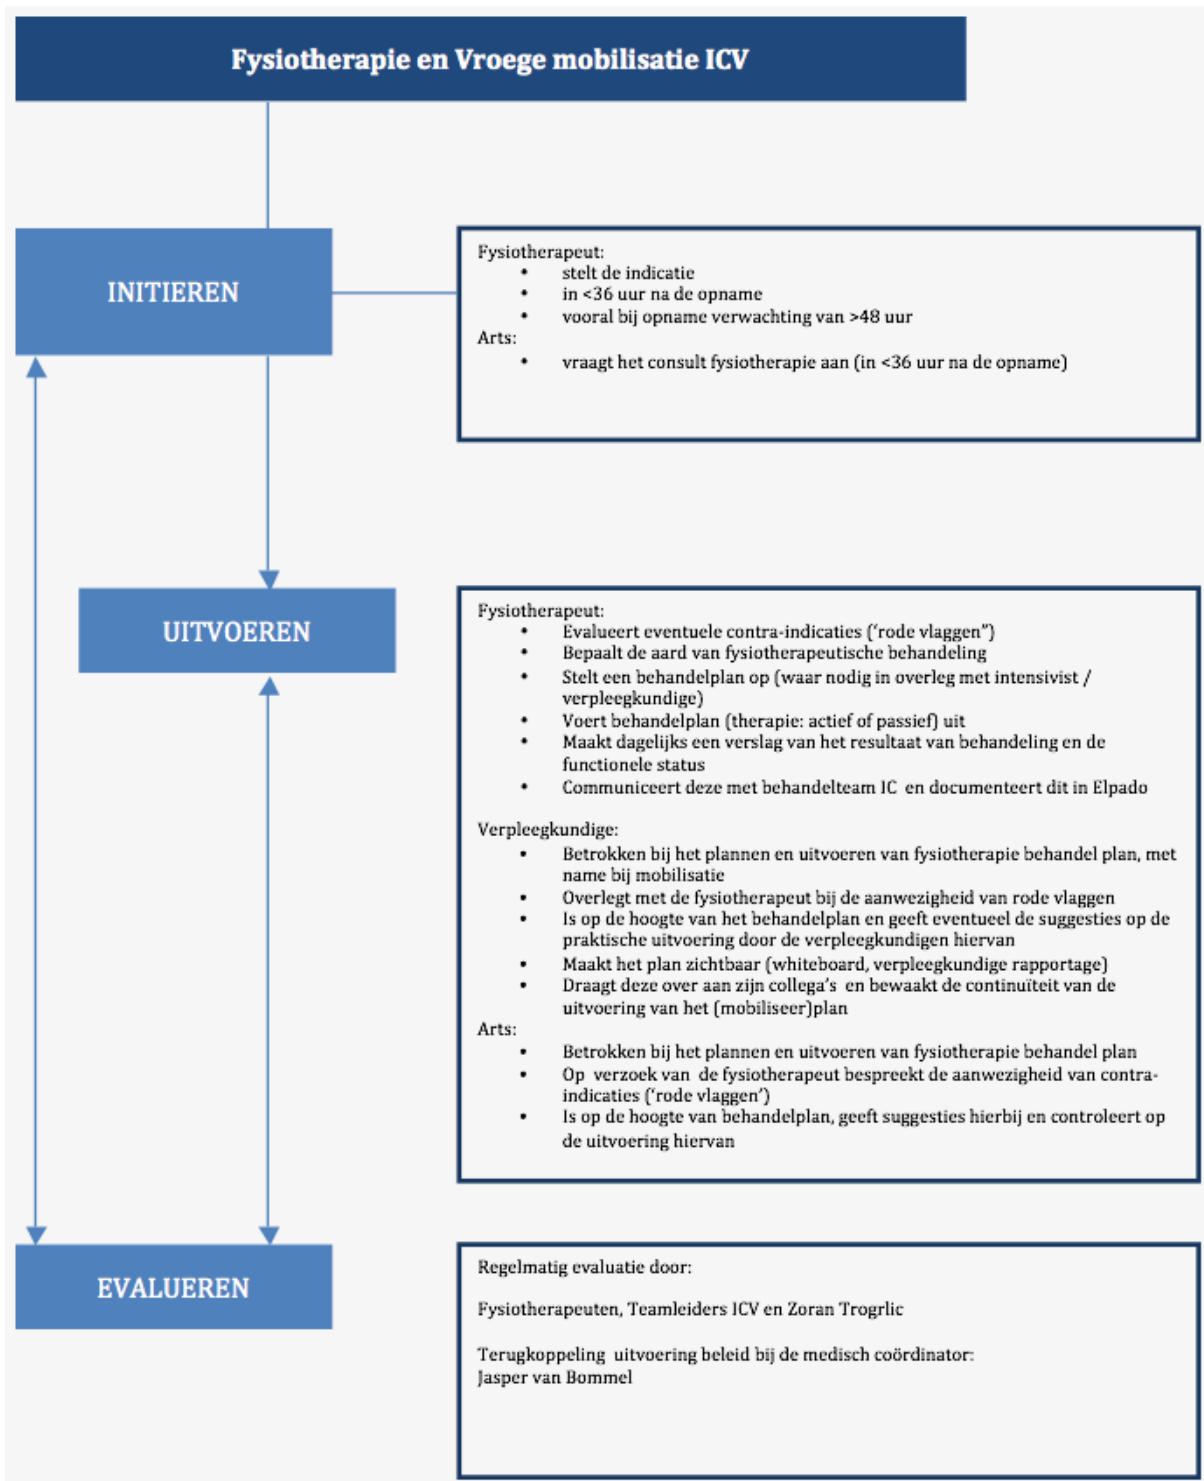 Fysiotherapie en Vroege mobilisatie ICV
INITIEREN
Fysiotherapeut:
• stelt de indicatie
• in <36 uur na de opname
• vooral bij opname verwachting van >48 uur
Arts:
• vraagt het consult fysiotherapie aan (in <36 uur na de opname)
UITVOEREN
Fysiotherapeut:
• Evalueert eventuele contra-indicaties (‘rode vlaggen”)
• Bepaalt de aard van fysiotherapeutische behandeling
• Stelt een behandelplan op (waar nodig in overleg met intensivist /
verpleegkundige)
• Voert behandelplan (therapie: actief of passief) uit
• Maakt dagelijks een verslag van het resultaat van behandeling en de
functionele status
• Communiceert deze met behandelteam IC en documenteert dit in Elpado
Verpleegkundige:
• Betrokken bij het plannen en uitvoeren van fysiotherapie behandel plan, met
name bij mobilisatie
• Overlegt met de fysiotherapeut bij de aanwezigheid van rode vlaggen
• Is op de hoogte van het behandelplan en geeft eventueel de suggesties op de
praktische uitvoering door de verpleegkundigen hiervan
• Maakt het plan zichtbaar (whiteboard, verpleegkundige rapportage)
• Draagt deze over aan zijn collega’s en bewaakt de continuïteit van de
uitvoering van het (mobiliseer)plan
Arts:
• Betrokken bij het plannen en uitvoeren van fysiotherapie behandel plan
• Op verzoek van de fysiotherapeut bespreekt de aanwezigheid van contra-
indicaties (‘rode vlaggen’)
• Is op de hoogte van behandelplan, geeft suggesties hierbij en controleert op
de uitvoering hiervan
EVALUEREN
Regelmatig evaluatie door:
Fysiotherapeuten, Teamleiders ICV en Zoran Trogrlic
Terugkoppeling uitvoering beleid bij de medisch coördinator:
Jasper van Bommel